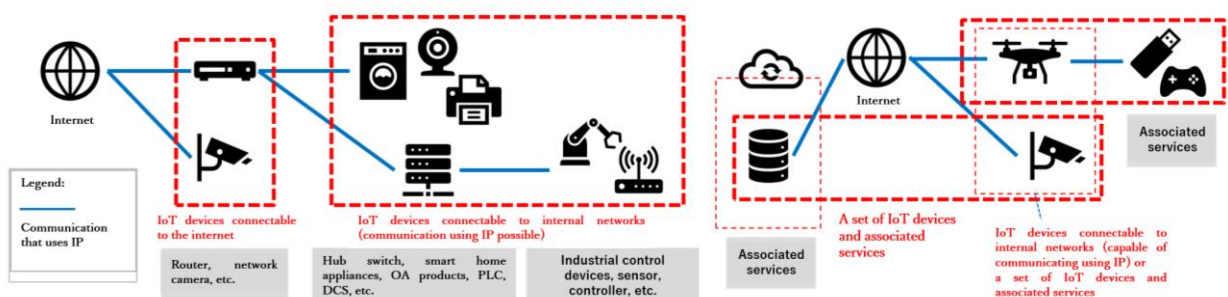 Internet
Legend:
Communication
that uses IP
IoT devices connectable
to the internet
Router, network
camera, etc.
IoT devices connectable to internal networks
(communication using IP possible)
Hub switch, smart home
appliances, OA products, PLC,
DCS, etc.
Industrial control
devices, sensor,
controller, etc.
Internet
Associated
services
A set of IoT devices
and associated
services
Associated
services
IoT devices connectable to
internal networks (capable of
communicating using IP) or
a set of IoT devices and
associated services